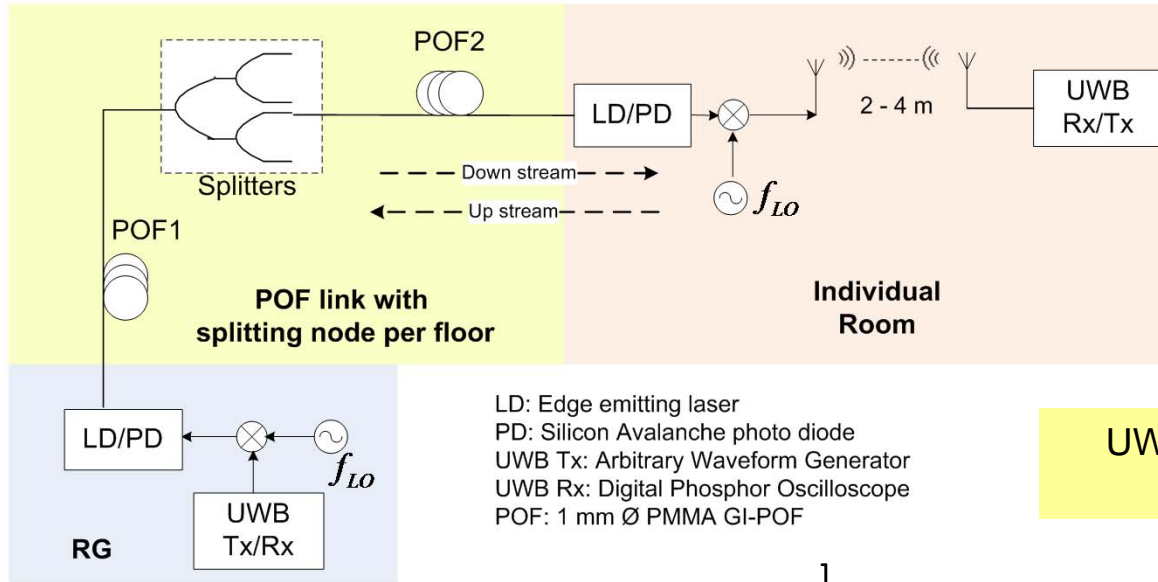 POF2
LD/PD
2 - 4 m
UWB
Rx/Tx
Splitters
Down stream
Up stream
f_LO
POF1
POF link with
splitting node per floor
Individual
Room
LD/PD
f_LO
UWB
Tx/Rx
RG
LD: Edge emitting laser
PD: Silicon Avalanche photo diode
UWB Tx: Arbitrary Waveform Generator
UWB Rx: Digital Phosphor Oscilloscope
POF: 1 mm Ø PMMA GI-POF
UW